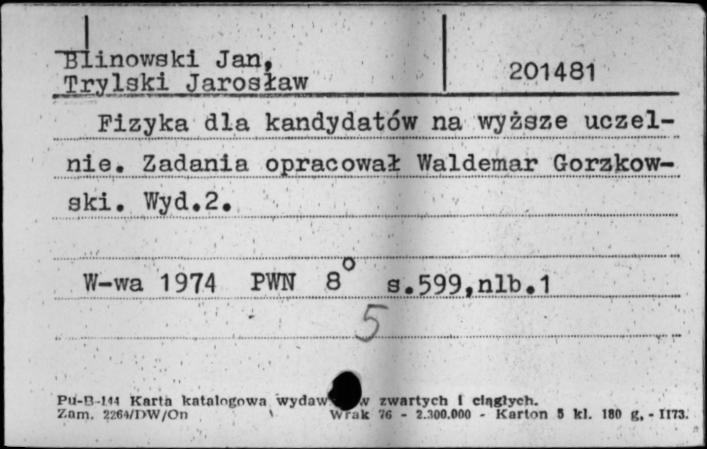 Blinowski Jan,
Trylski Jarosław
201481
Fizyka dla kandydatów na wyższe uczel-
nie. Zadania opracował Waldemar Gorzkow-
ski. Wyd.2.
W-wa 1974 PWN 8° s.599,nlb.1
5
Pu-B-144 Karta katalogowa wydaw w zwartych i ciągłych.
Zam. 2264/DW/On Wrak 76 - 2.300.000 - Karton 5 kl. 180 g. - 1173.